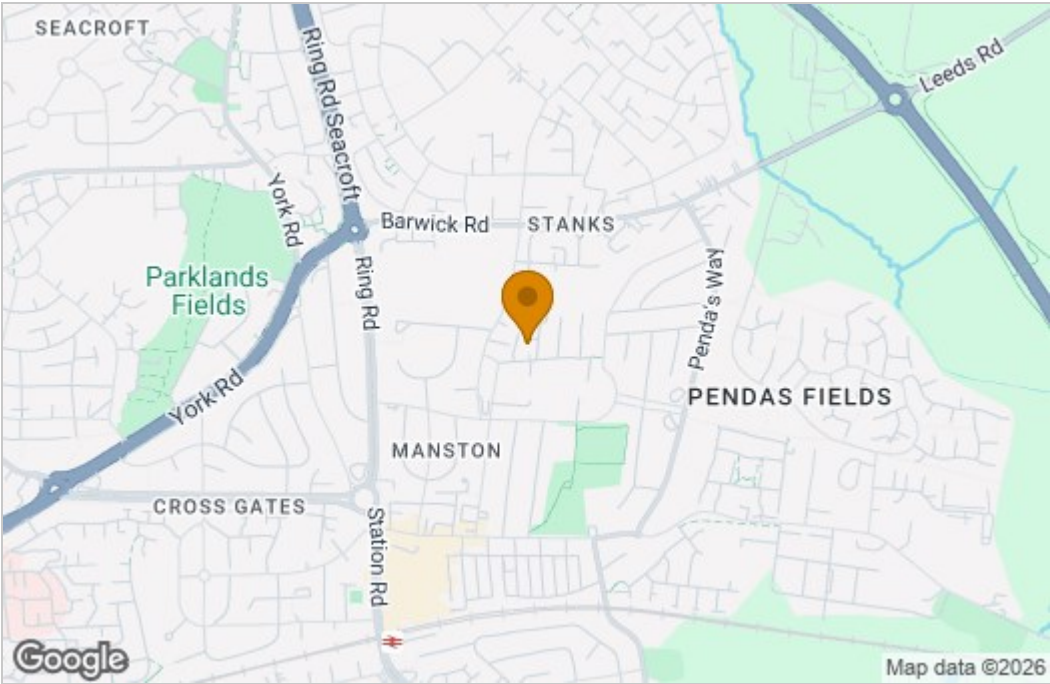 SEACROFT
Ring Rd Seacroft
Leeds Rd
York Rd
Barwick Rd
STANKS
Parklands
Fields
Ring Rd
Penda's Way
York Rd
PENDAS FIELDS
MANSTON
CROSS GATES
Station Rd
Google
Map data ©2026